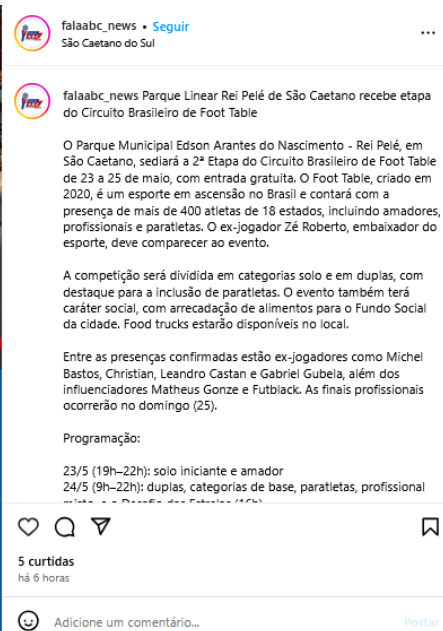 falaabc_news • Seguir
São Caetano do Sul
falaabc_news Parque Linear Rei Pelé de São Caetano recebe etapa
do Circuito Brasileiro de Foot Table
O Parque Municipal Edson Arantes do Nascimento - Rei Pelé, em
São Caetano, sediará a 2ª Etapa do Circuito Brasileiro de Foot Table
de 23 a 25 de maio, com entrada gratuita. O Foot Table, criado em
2020, é um esporte em ascensão no Brasil e contará com a
presença de mais de 400 atletas de 18 estados, incluindo amadores,
profissionais e paratletas. O ex-jogador Zé Roberto, embaixador do
esporte, deve comparecer ao evento.
A competição será dividida em categorias solo e em duplas, com
destaque para a inclusão de paratletas. O evento também terá
caráter social, com arrecadação de alimentos para o Fundo Social
da cidade. Food trucks estarão disponíveis no local.
Entre as presenças confirmadas estão ex-jogadores como Michel
Bastos, Christian, Leandro Castan e Gabriel Gubela, além dos
influenciadores Matheus Gonze e Futblack. As finais profissionais
ocorrerão no domingo (25).
Programação:
23/5 (19h–22h): solo iniciante e amador
24/5 (9h–22h): duplas, categorias de base, paratletas, profissional
misto, e o Desafio das Estrelas (16h)
5 curtidas
há 6 horas
Adicione um comentário...
Postar